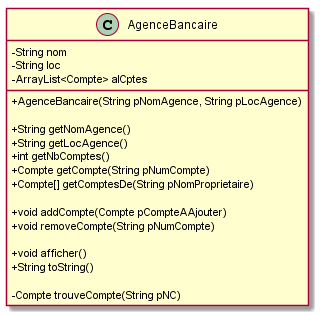 C AgenceBancaire
-String nom
-String loc
-ArrayList<Compte> alCptes
+AgenceBancaire(String pNomAgence, String pLocAgence)
+String getNomAgence()
+String getLocAgence()
+int getNbComptes()
+Compte getCompte(String pNumCompte)
+Compte[] getComptesDe(String pNomProprietaire)
+void addCompte(Compte pCompteAAjouter)
+void removeCompte(String pNumCompte)
+void afficher()
+String toString()
-Compte trouveCompte(String pNC)